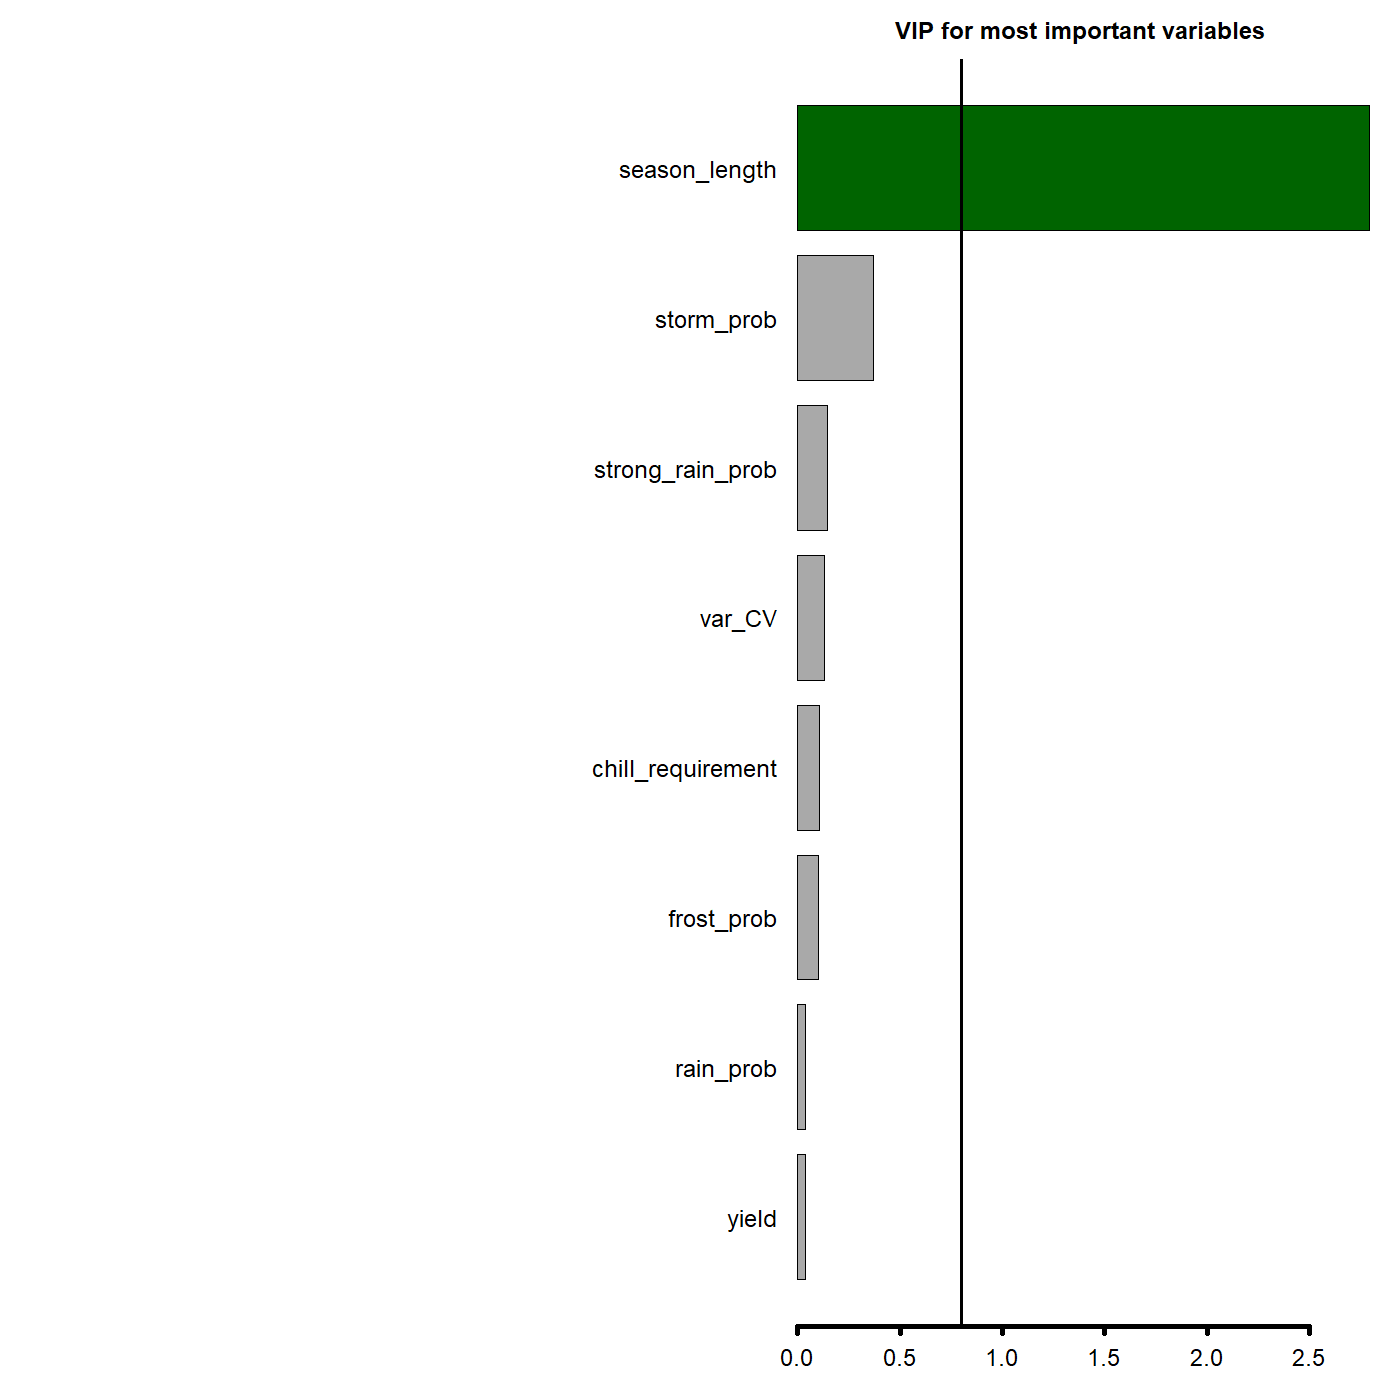 VIP for most important variables
season_length
storm_prob
strong_rain_prob
var_CV
chill_requirement
frost_prob
rain_prob
yield
0.0 0.5 1.0 1.5 2.0 2.5